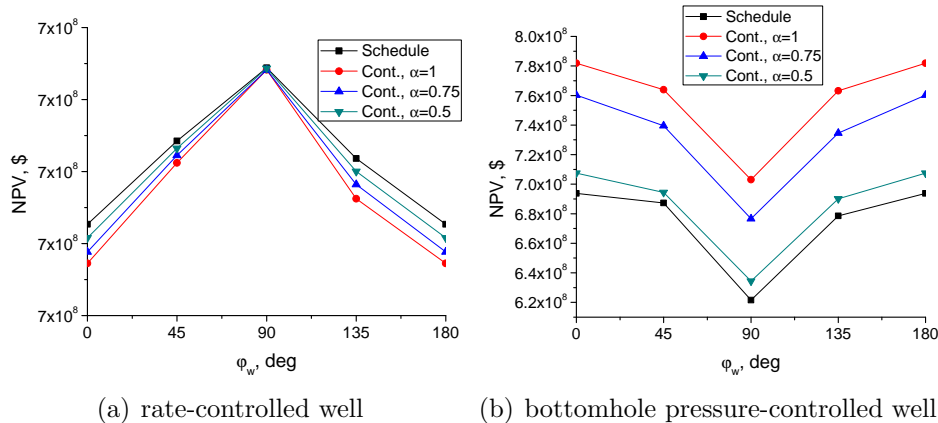 7x10⁸
7x10⁸
7x10⁸
7x10⁸
7x10⁸
NPV, $
Schedule
Cont., α=1
Cont., α=0.75
Cont., α=0.5
0 45 90 135 180
φw, deg
(a) rate-controlled well
8.0x10⁸
7.8x10⁸
7.6x10⁸
7.4x10⁸
7.2x10⁸
7.0x10⁸
6.8x10⁸
6.6x10⁸
6.4x10⁸
6.2x10⁸
NPV, $
Schedule
Cont., α=1
Cont., α=0.75
Cont., α=0.5
0 45 90 135 180
φw, deg
(b) bottomhole pressure-controlled well